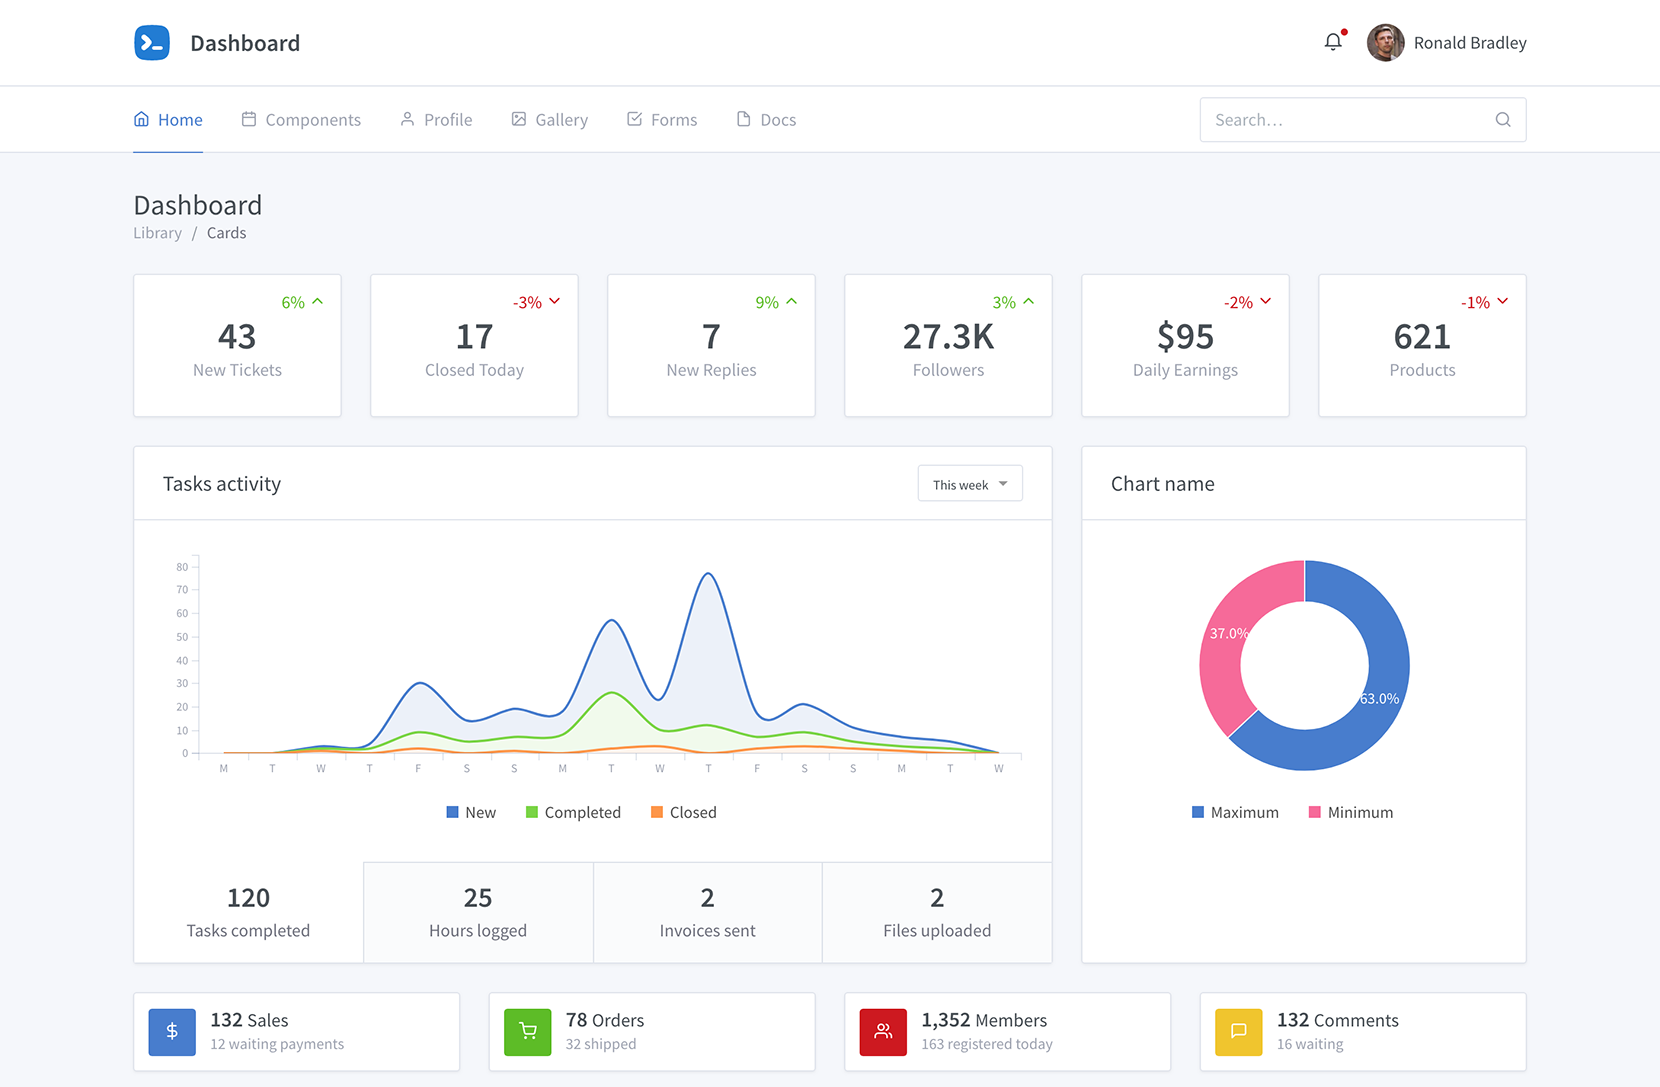 Dashboard
Ronald Bradley
Home
Components
Profile
Gallery
Forms
Docs
Search…
Dashboard
Library / Cards
6%
43
New Tickets
-3%
17
Closed Today
9%
7
New Replies
3%
27.3K
Followers
-2%
$95
Daily Earnings
-1%
621
Products
Tasks activity
This week
80
70
60
50
40
30
20
10
0
M T W T F S S M T W T F S S M T W
New Completed Closed
120
Tasks completed
25
Hours logged
2
Invoices sent
2
Files uploaded
Chart name
37.0%
63.0%
Maximum Minimum
$
132 Sales
12 waiting payments
78 Orders
32 shipped
1,352 Members
163 registered today
132 Comments
16 waiting